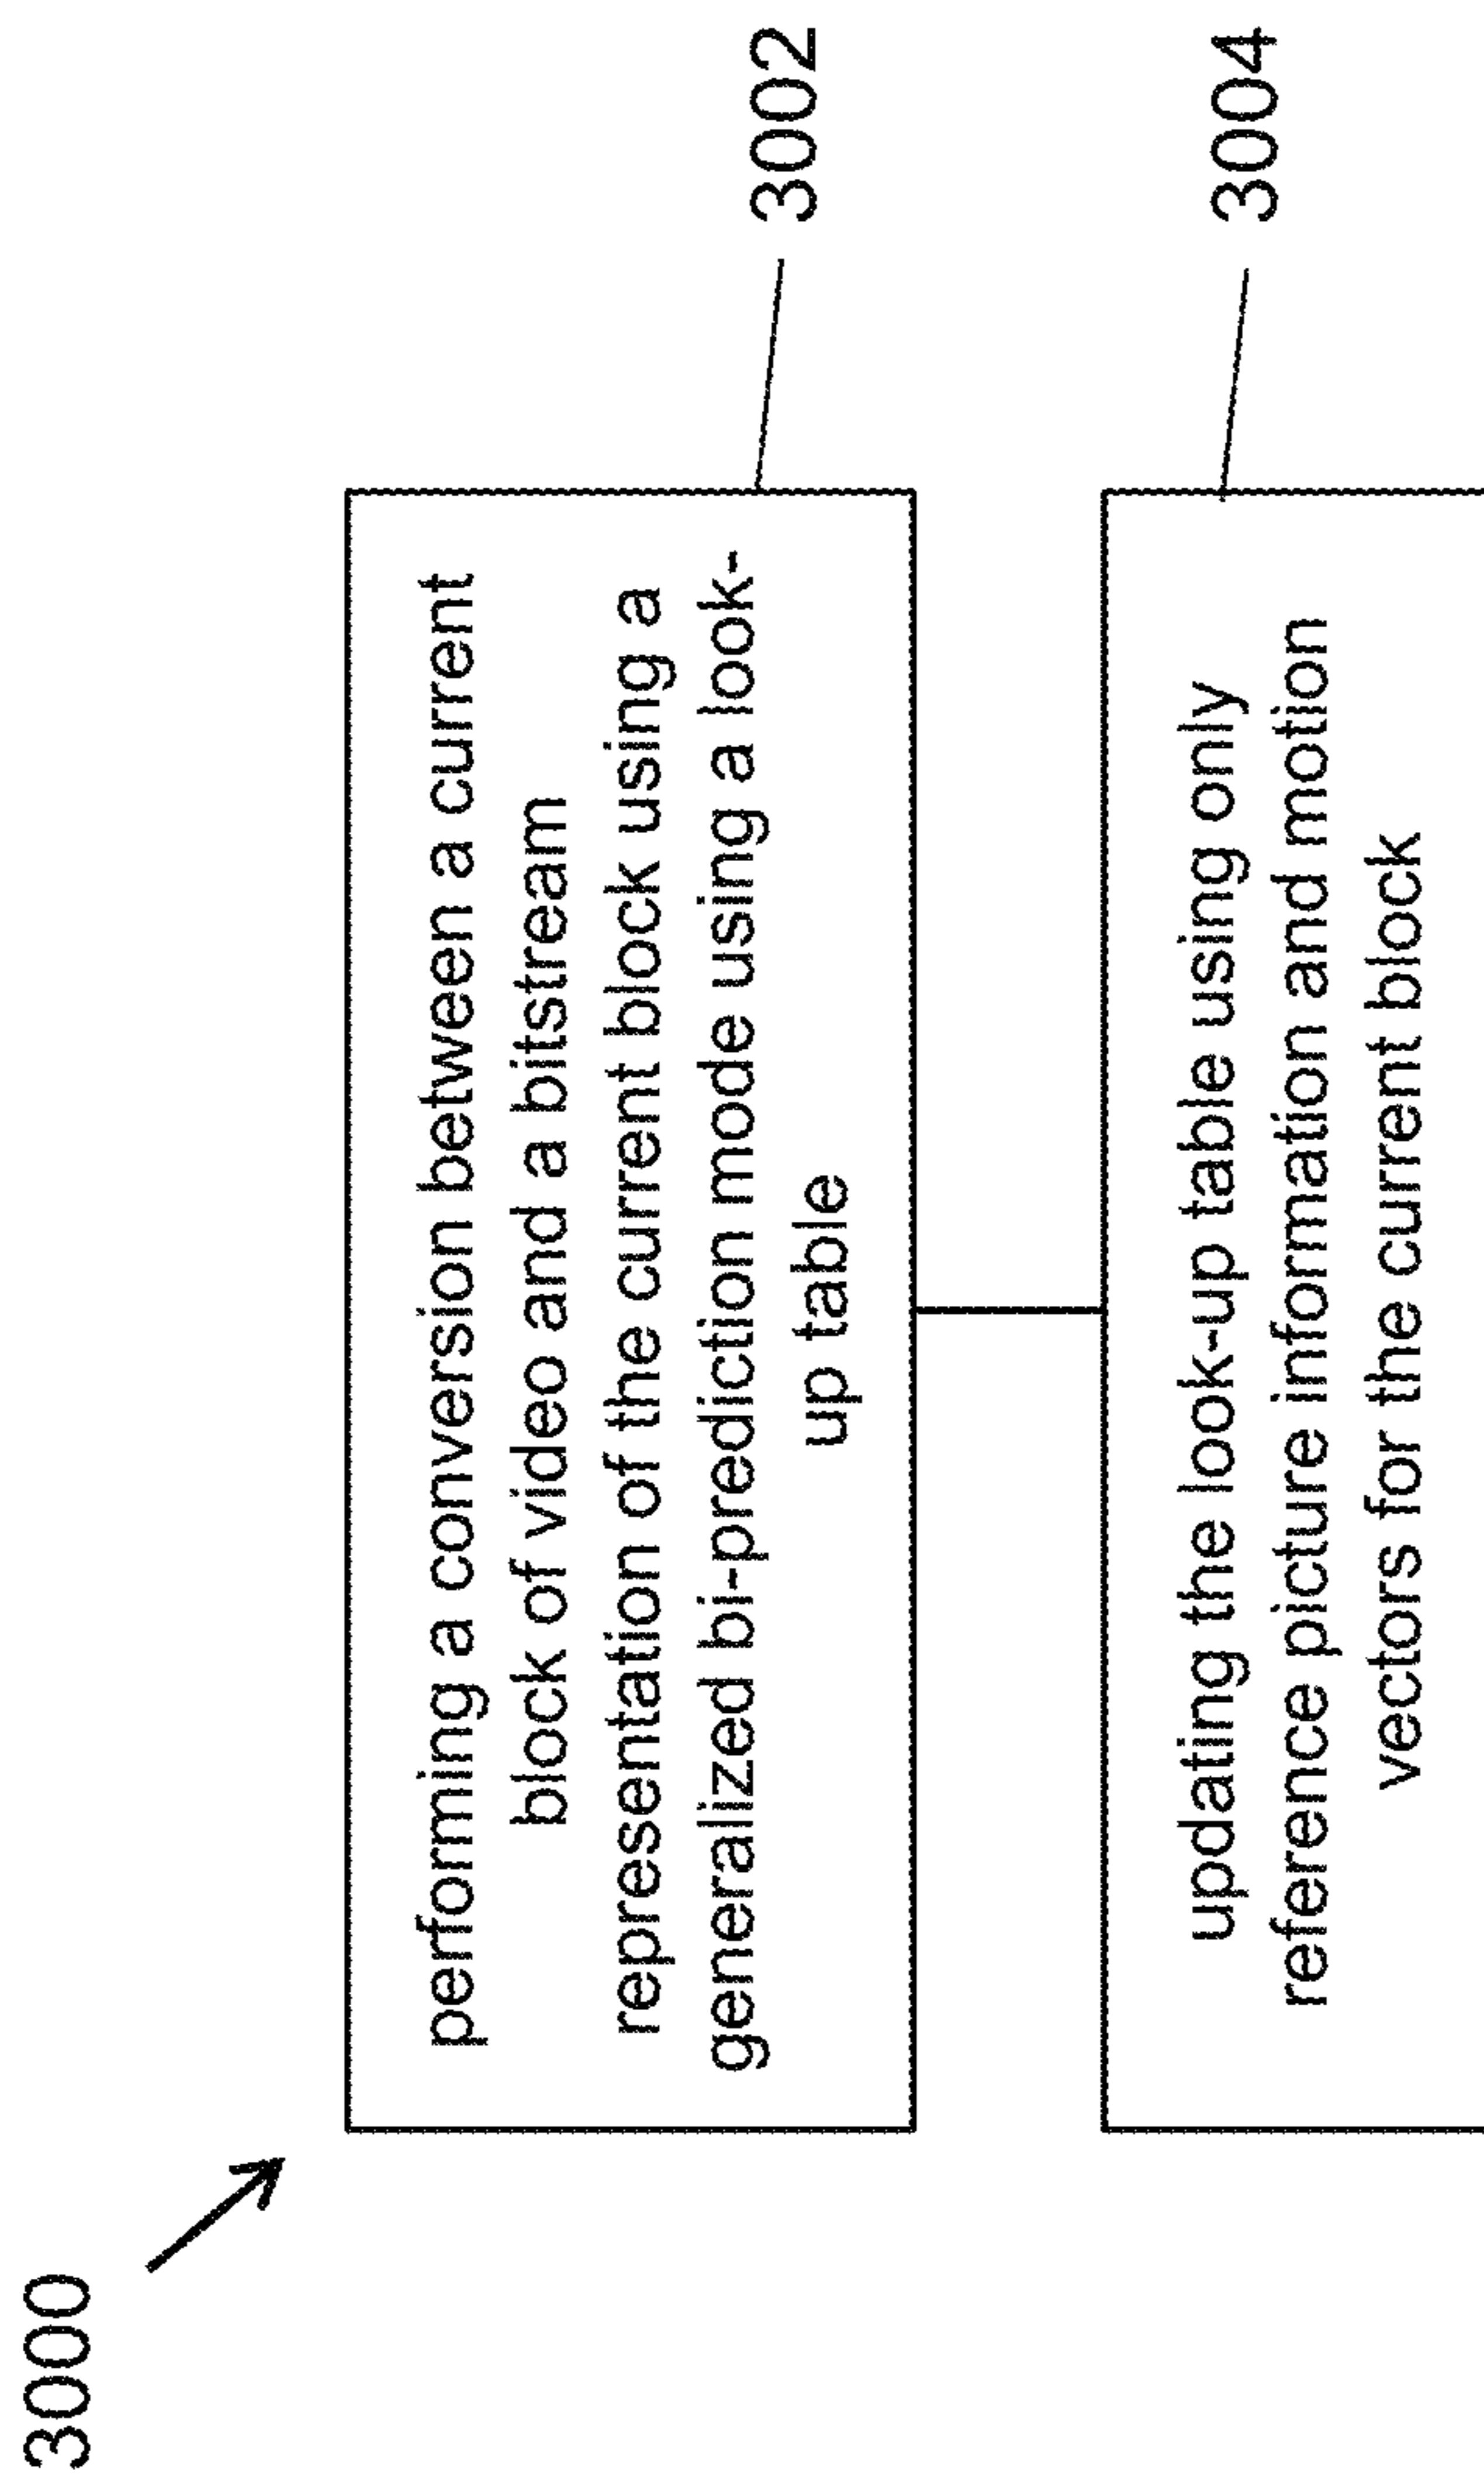 3000
performing a conversion between a current
block of video and a bitstream
representation of the current block using a
generalized bi-prediction mode using a look-
up table
3002
updating the look-up table using only
reference picture information and motion
vectors for the current block
3004